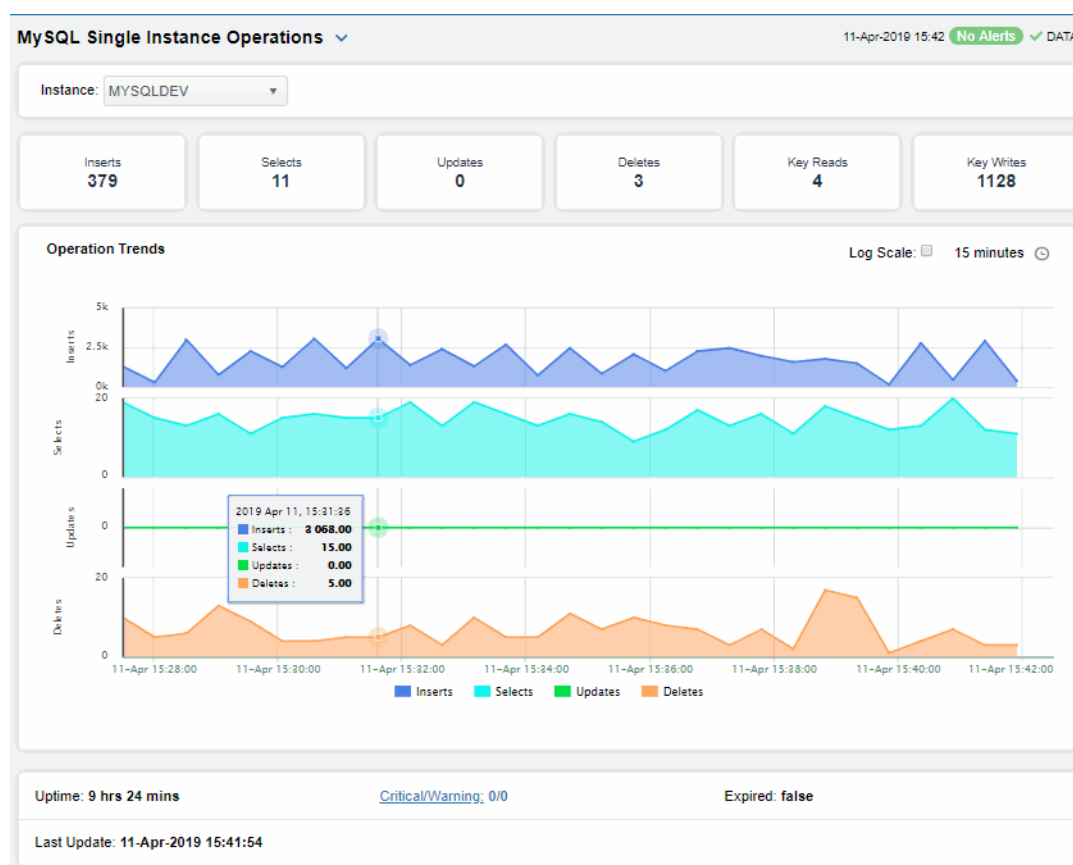 MySQL Single Instance Operations 11-Apr-2019 15:42 No Alerts DATA
Instance: MYSQLDEV
Inserts Selects Updates Deletes Key Reads Key Writes
379 11 0 3 4 1128
Operation Trends
Log Scale: 15 minutes
5k
2.5k
0k
Inserts
20
0
Selects
0
Updates
2019 Apr 11, 15:31:36
Inserts : 3 068.00
Selects : 15.00
Updates : 0.00
Deletes : 5.00
20
0
Deletes
11-Apr 15:28:00 11-Apr 15:30:00 11-Apr 15:32:00 11-Apr 15:34:00 11-Apr 15:36:00 11-Apr 15:38:00 11-Apr 15:40:00 11-Apr 15:42:00
Inserts Selects Updates Deletes
Uptime: 9 hrs 24 mins Critical/Warning: 0/0 Expired: false
Last Update: 11-Apr-2019 15:41:54